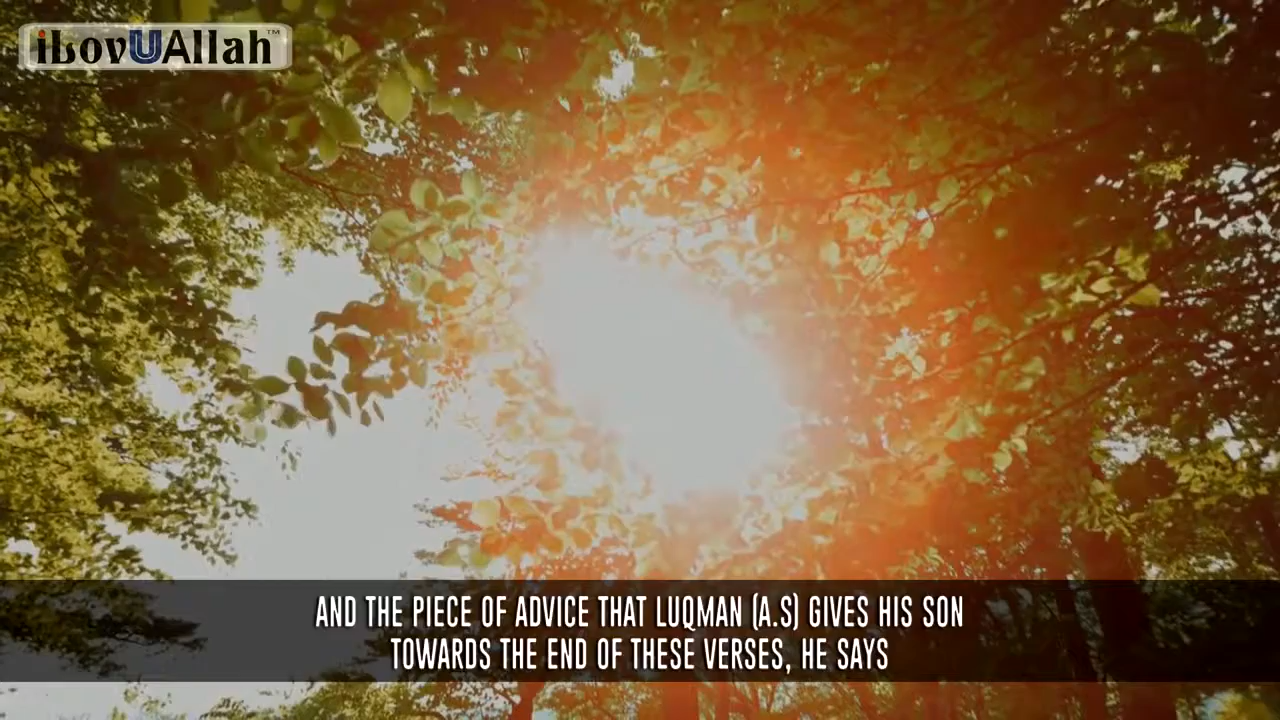 iLovUAllah™
AND THE PIECE OF ADVICE THAT LUQMAN (A.S) GIVES HIS SON
TOWARDS THE END OF THESE VERSES, HE SAYS